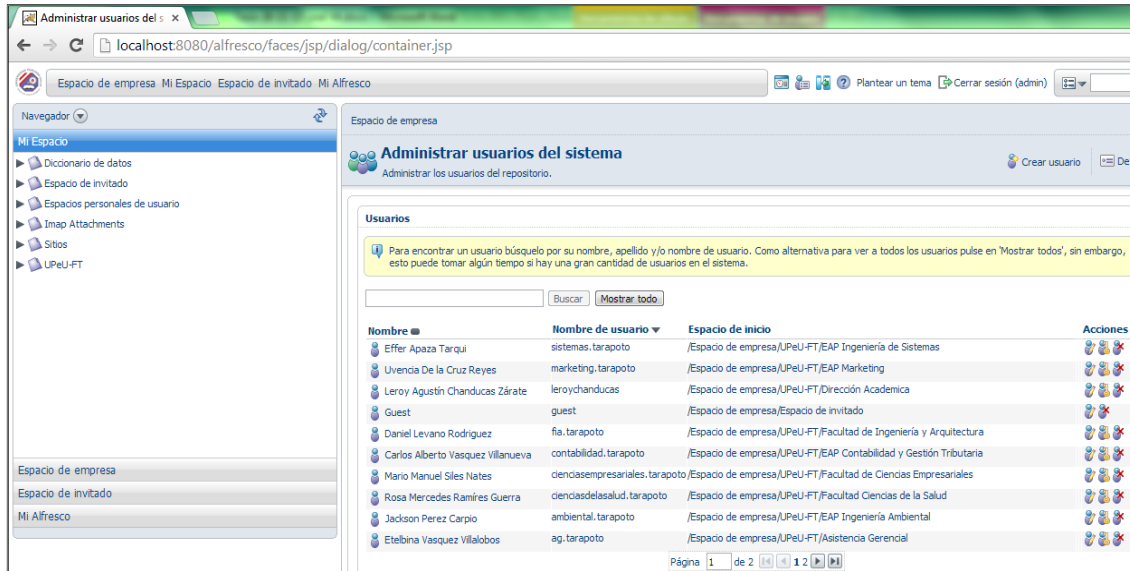 Administrar usuarios del s
localhost:8080/alfresco/faces/jsp/dialog/container.jsp
Espacio de empresa Mi Espacio Espacio de invitado Mi Alfresco
Plantear un tema Cerrar sesión (admin)
Navegador
Mi Espacio
Diccionario de datos
Espacio de invitado
Espacios personales de usuario
Imap Attachments
Sitios
UPeU-FT
Espacio de empresa
Espacio de invitado
Mi Alfresco
Espacio de empresa
Administrar usuarios del sistema
Administrar los usuarios del repositorio.
Crear usuario De
Usuarios
Para encontrar un usuario búsquelo por su nombre, apellido y/o nombre de usuario. Como alternativa para ver a todos los usuarios pulse en 'Mostrar todos', sin embargo,
esto puede tomar algún tiempo si hay una gran cantidad de usuarios en el sistema.
Buscar Mostrar todo
Nombre Nombre de usuario Espacio de inicio Acciones
Effer Apaza Tarqui sistemas.tarapoto /Espacio de empresa/UPeU-FT/EAP Ingeniería de Sistemas
Uvencia De la Cruz Reyes marketing.tarapoto /Espacio de empresa/UPeU-FT/EAP Marketing
Leroy Agustín Chanducas Zárate leroychanducas /Espacio de empresa/UPeU-FT/Dirección Academica
Guest guest /Espacio de empresa/Espacio de invitado
Daniel Levano Rodriguez fia.tarapoto /Espacio de empresa/UPeU-FT/Facultad de Ingeniería y Arquitectura
Carlos Alberto Vasquez Villanueva contabilidad.tarapoto /Espacio de empresa/UPeU-FT/EAP Contabilidad y Gestión Tributaria
Mario Manuel Siles Nates cienciasempresariales.tarapoto /Espacio de empresa/UPeU-FT/Facultad de Ciencias Empresariales
Rosa Mercedes Ramíres Guerra cienciasdelasalud.tarapoto /Espacio de empresa/UPeU-FT/Facultad Ciencias de la Salud
Jackson Perez Carpio ambiental.tarapoto /Espacio de empresa/UPeU-FT/EAP Ingeniería Ambiental
Etelbina Vasquez Villalobos ag.tarapoto /Espacio de empresa/UPeU-FT/Asistencia Gerencial
Página 1 de 2 1 2